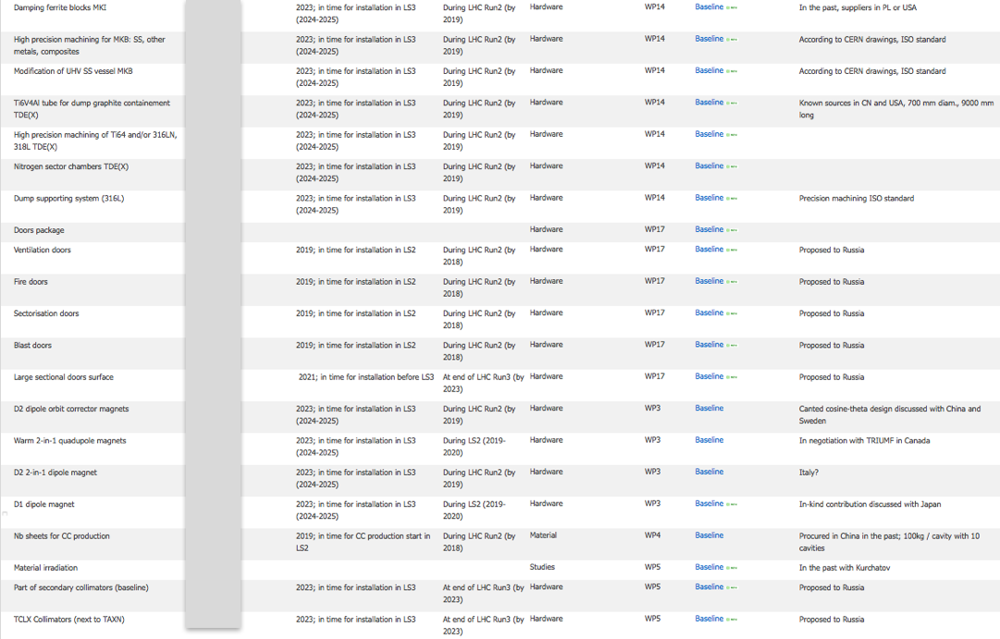 Damping ferrite blocks MKI 2023; in time for installation in LS3 During LHC Run2 (by Hardware WP14 Baseline In the past, suppliers in PL or USA
(2024-2025) 2019)
High precision machining for MKB: SS, other 2023; in time for installation in LS3 During LHC Run2 (by Hardware WP14 Baseline According to CERN drawings, ISO standard
metals, composites (2024-2025) 2019)
Modification of UHV SS vessel MKB 2023; in time for installation in LS3 During LHC Run2 (by Hardware WP14 Baseline According to CERN drawings, ISO standard
(2024-2025) 2019)
Ti6V4Al tube for dump graphite containement 2023; in time for installation in LS3 During LHC Run2 (by Hardware WP14 Baseline Known sources in CN and USA, 700 mm diam., 9000 mm
TDE(X) (2024-2025) 2019) long
High precision machining of Ti64 and/or 316LN, 2023; in time for installation in LS3 During LHC Run2 (by Hardware WP14 Baseline
318L TDE(X) (2024-2025) 2019)
Nitrogen sector chambers TDE(X) 2023; in time for installation in LS3 During LHC Run2 (by Hardware WP14 Baseline
(2024-2025) 2019)
Dump supporting system (316L) 2023; in time for installation in LS3 During LHC Run2 (by Hardware WP14 Baseline Precision machining ISO standard
(2024-2025) 2019)
Doors package Hardware WP17 Baseline
Ventilation doors 2019; in time for installation in LS2 During LHC Run2 (by Hardware WP17 Baseline Proposed to Russia
2018)
Fire doors 2019; in time for installation in LS2 During LHC Run2 (by Hardware WP17 Baseline Proposed to Russia
2018)
Sectorisation doors 2019; in time for installation in LS2 During LHC Run2 (by Hardware WP17 Baseline Proposed to Russia
2018)
Blast doors 2019; in time for installation in LS2 During LHC Run2 (by Hardware WP17 Baseline Proposed to Russia
2018)
Large sectional doors surface 2021; in time for installation before LS3 At end of LHC Run3 (by Hardware WP17 Baseline Proposed to Russia
2023)
D2 dipole orbit corrector magnets 2023; in time for installation in LS3 During LHC Run2 (by Hardware WP3 Baseline Canted cosine-theta design discussed with China and
(2024-2025) 2019) Sweden
Warm 2-in-1 quadupole magnets 2023; in time for installation in LS3 During LS2 (2019- Hardware WP3 Baseline In negotiation with TRIUMF in Canada
(2024-2025) 2020)
D2 2-in-1 dipole magnet 2023; in time for installation in LS3 During LHC Run2 (by Hardware WP3 Baseline Italy?
(2024-2025) 2019)
D1 dipole magnet 2023; in time for installation in LS3 During LS2 (2019- Hardware WP3 Baseline In-kind contribution discussed with Japan
(2024-2025) 2020)
Nb sheets for CC production 2019; in time for CC production start in During LHC Run2 (by Material WP4 Baseline Procured in China in the past; 100kg / cavity with 10
LS2 2018) cavities
Material irradiation Studies WP5 Baseline In the past with Kurchatov
Part of secondary collimators (baseline) 2023; in time for installation in LS3 At end of LHC Run3 (by Hardware WP5 Baseline Proposed to Russia
2023)
TCLX Collimators (next to TAXN) 2023; in time for installation in LS3 At end of LHC Run3 (by Hardware WP5 Baseline Proposed to Russia
2023)